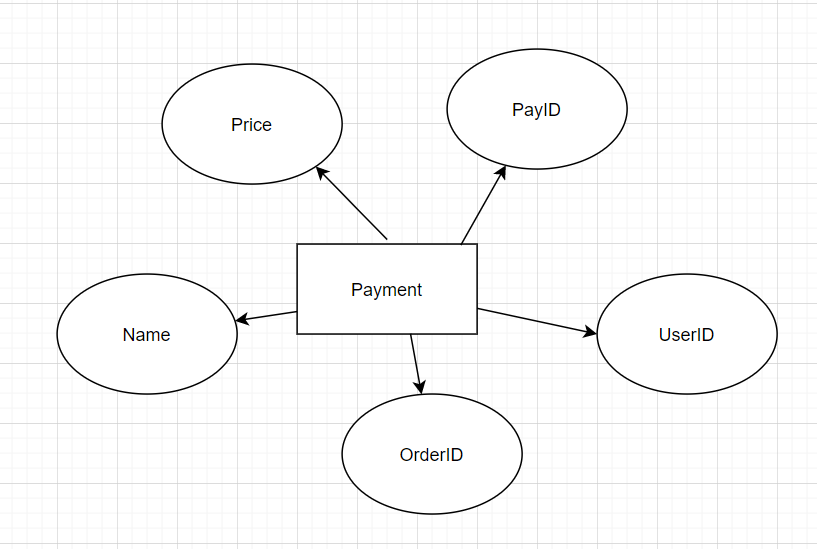 Price
PayID
Payment
Name
UserID
OrderID